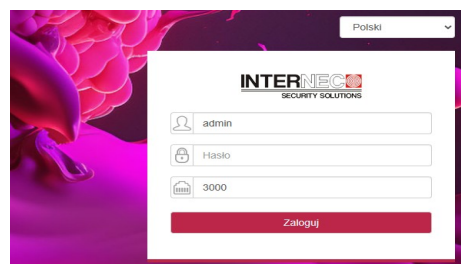 Polski
INTERNEC
SECURITY SOLUTIONS
admin
Hasło
3000
Zaloguj